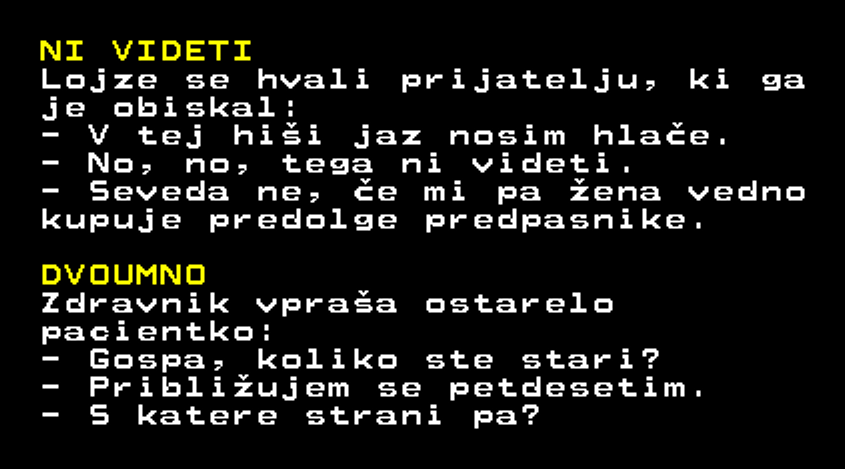 NI VIDETI
Lojze se hvali prijatelju, ki ga
je obiskal:
- V tej hiši jaz nosim hlače.
- No, no, tega ni videti.
- Seveda ne, če mi pa žena vedno
kupuje predolge predpasnike.
DVOUMNO
Zdravnik vpraša ostarelo
pacientko:
- Gospa, koliko ste stari?
- Približujem se petdesetim.
- S katere strani pa?